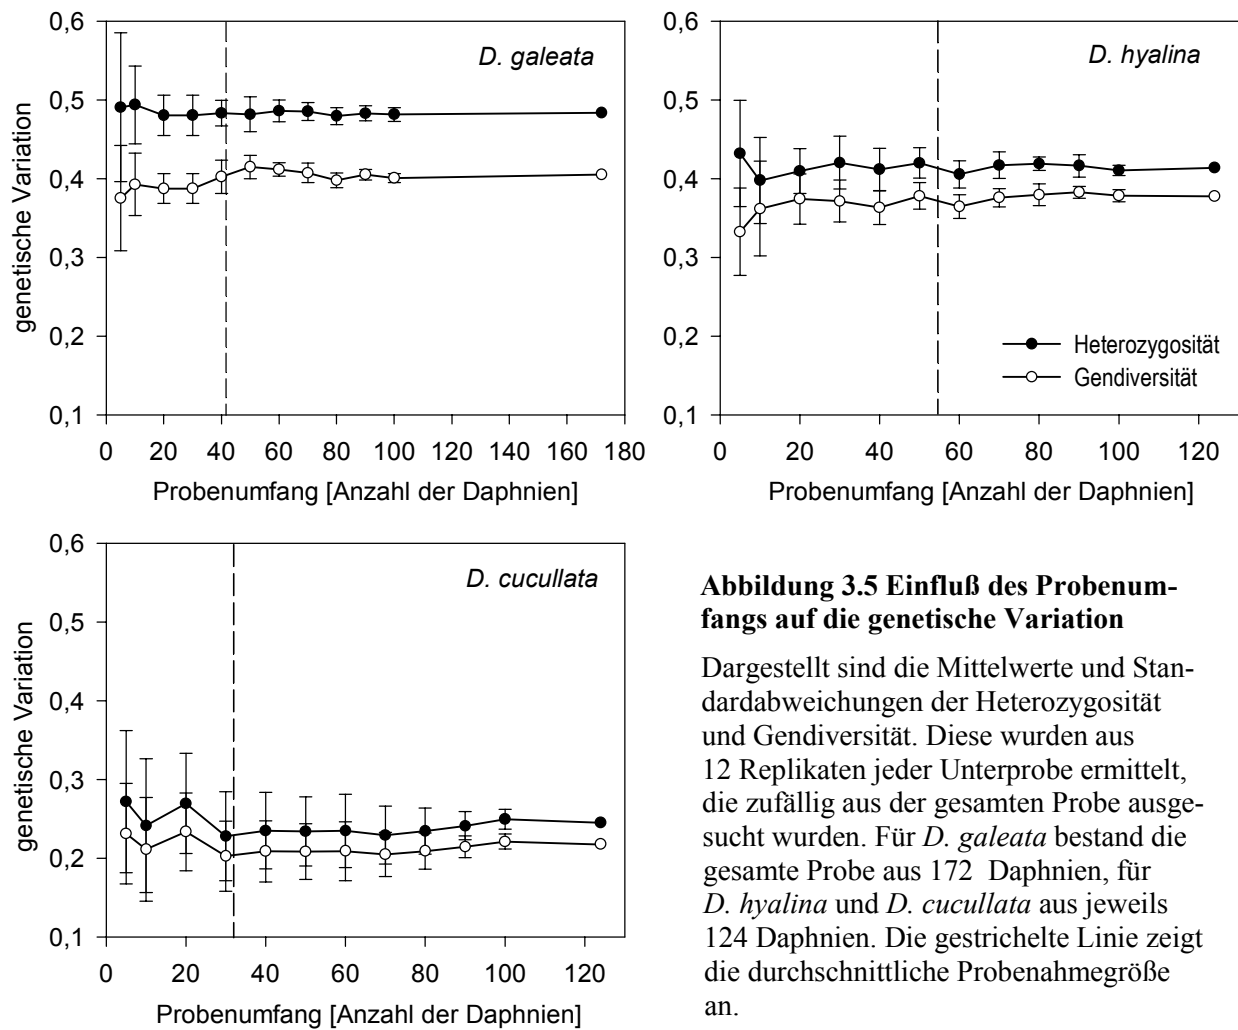 0,6
0,5
0,4
0,3
0,2
0,1
genetische Variation
D. galeata
0 20 40 60 80 100 120 140 160 180
Probenumfang [Anzahl der Daphnien]
0,6
0,5
0,4
0,3
0,2
0,1
D. hyalina
Heterozygosität
Gendiversität
0 20 40 60 80 100 120
Probenumfang [Anzahl der Daphnien]
0,6
0,5
0,4
0,3
0,2
0,1
genetische Variation
D. cucullata
0 20 40 60 80 100 120
Probenumfang [Anzahl der Daphnien]
Abbildung 3.5 Einfluß des Probenum-
fangs auf die genetische Variation
Dargestellt sind die Mittelwerte und Stan-
dardabweichungen der Heterozygosität
und Gendiversität. Diese wurden aus
12 Replikaten jeder Unterprobe ermittelt,
die zufällig aus der gesamten Probe ausge-
sucht wurden. Für D. galeata bestand die
gesamte Probe aus 172 Daphnien, für
D. hyalina und D. cucullata aus jeweils
124 Daphnien. Die gestrichelte Linie zeigt
die durchschnittliche Probenahmegröße
an.